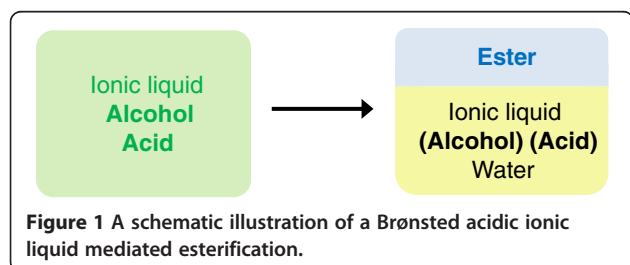 Ionic liquid
Alcohol
Acid
Ester
Ionic liquid
(Alcohol) (Acid)
Water
Figure 1 A schematic illustration of a Brønsted acidic ionic
liquid mediated esterification.